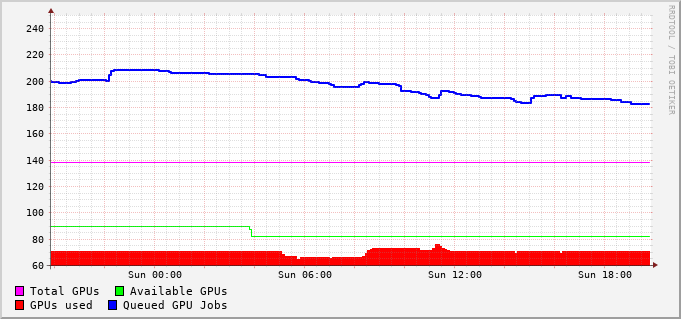 RRDTOOL / TOBI OETIKER
240
220
200
180
160
140
120
100
80
60
Sun 00:00 Sun 06:00 Sun 12:00 Sun 18:00
Total GPUs Available GPUs
GPUs used Queued GPU Jobs